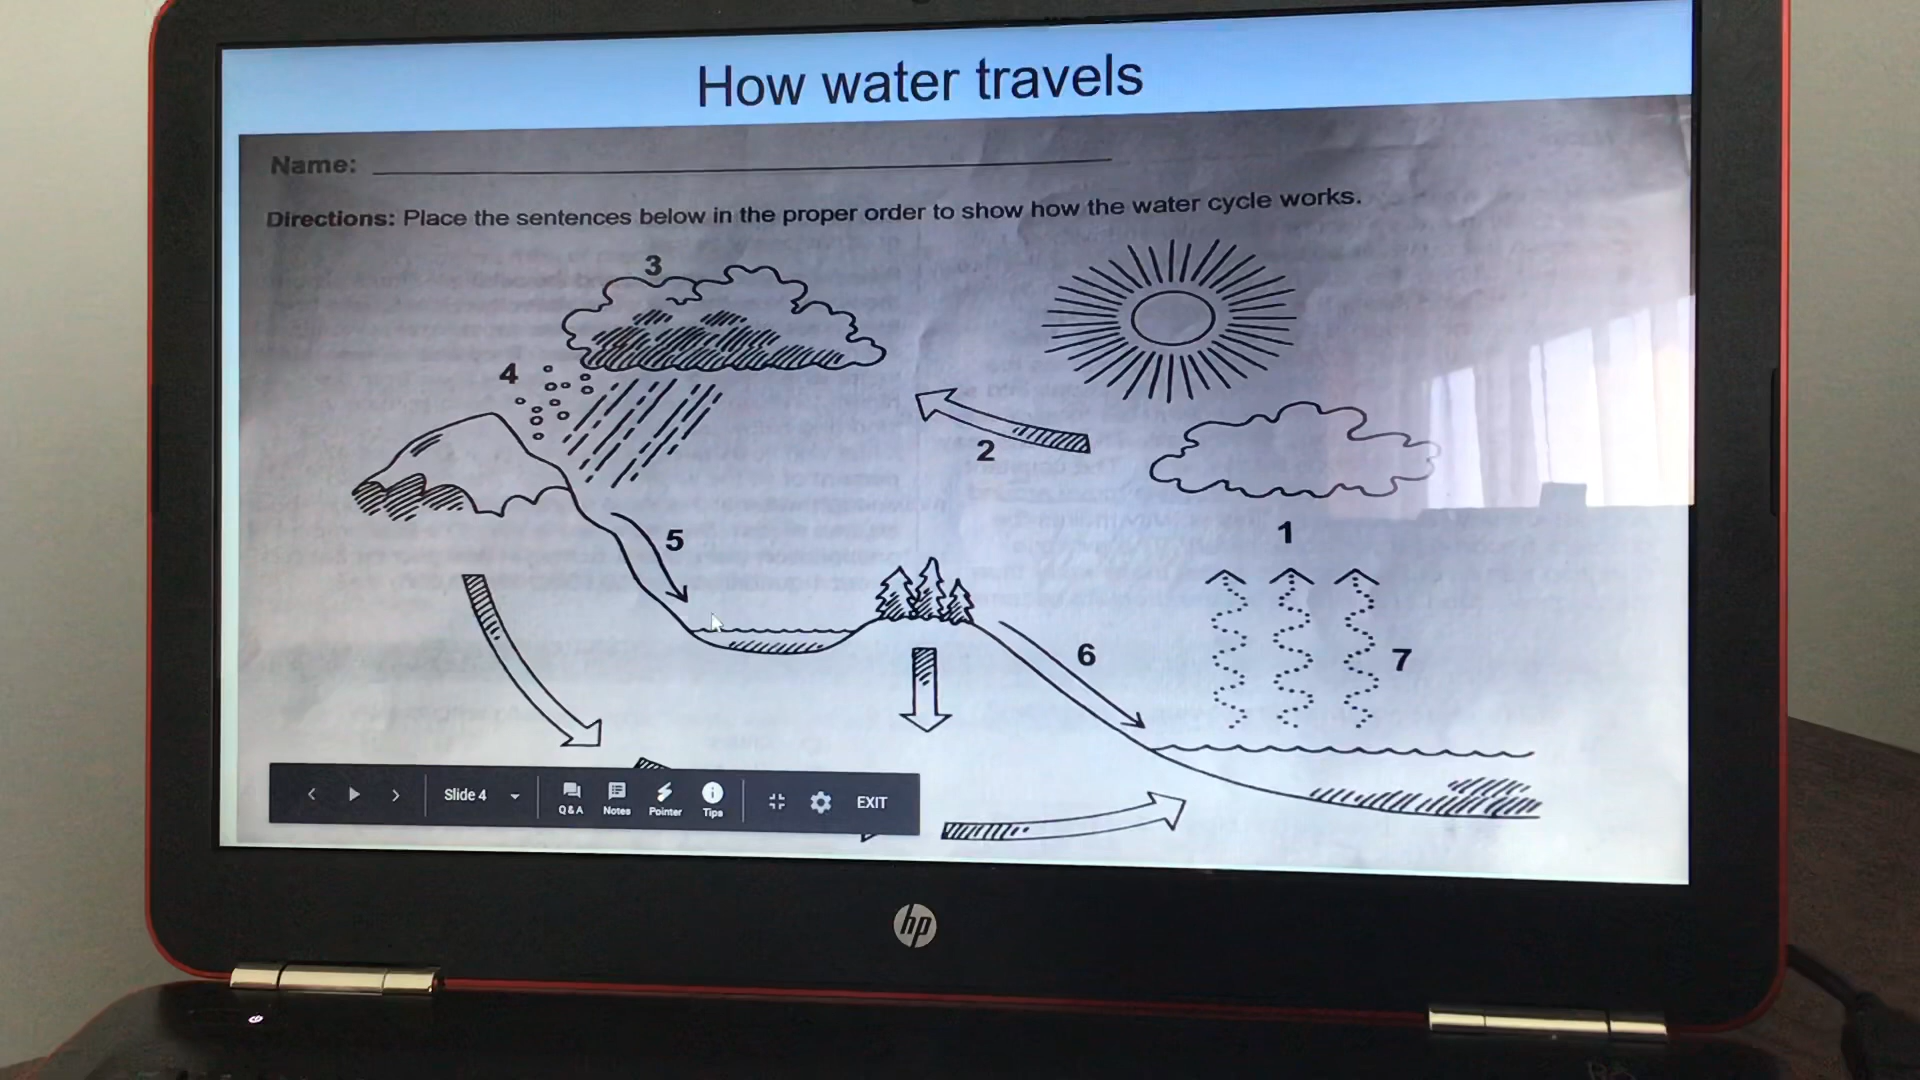 How water travels
Name:
Directions: Place the sentences below in the proper order to show how the water cycle works.
3
4
2
1
5
6
7
Slide 4
Q&A
Notes
Pointer
Tips
EXIT
hp